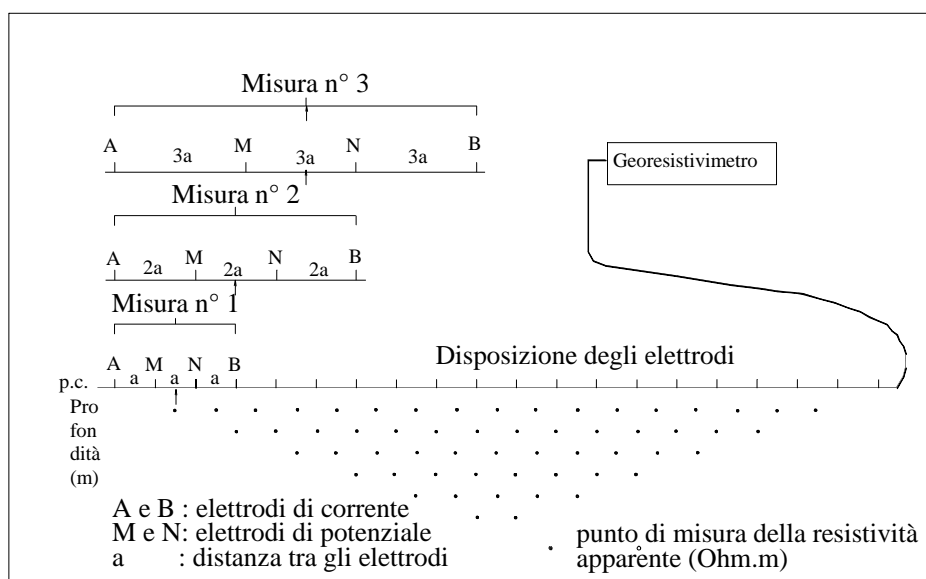 Misura n° 3
A M N B
3a 3a 3a
Georesistivimetro
Misura n° 2
A M N B
2a 2a 2a
Misura n° 1
A M N B
a a a
Disposizione degli elettrodi
p.c.
Pro
fon
dità
(m)
A e B : elettrodi di corrente
M e N: elettrodi di potenziale
a : distanza tra gli elettrodi
punto di misura della resistività
apparente (Ohm.m)